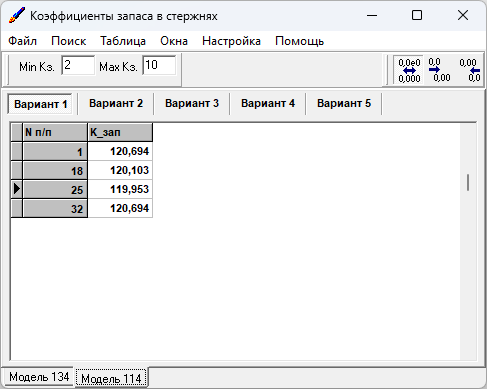 Коэффициенты запаса в стержнях
Файл Поиск Таблица Окна Настройка Помощь
Min Кз. 2 Max Кз. 10 0,0e0 0,0 0,00
0,000 0,00 0,0
Вариант 1 Вариант 2 Вариант 3 Вариант 4 Вариант 5
N п/п К_зап
1 120,694
18 120,103
25 119,953
32 120,694
Модель 134 Модель 114